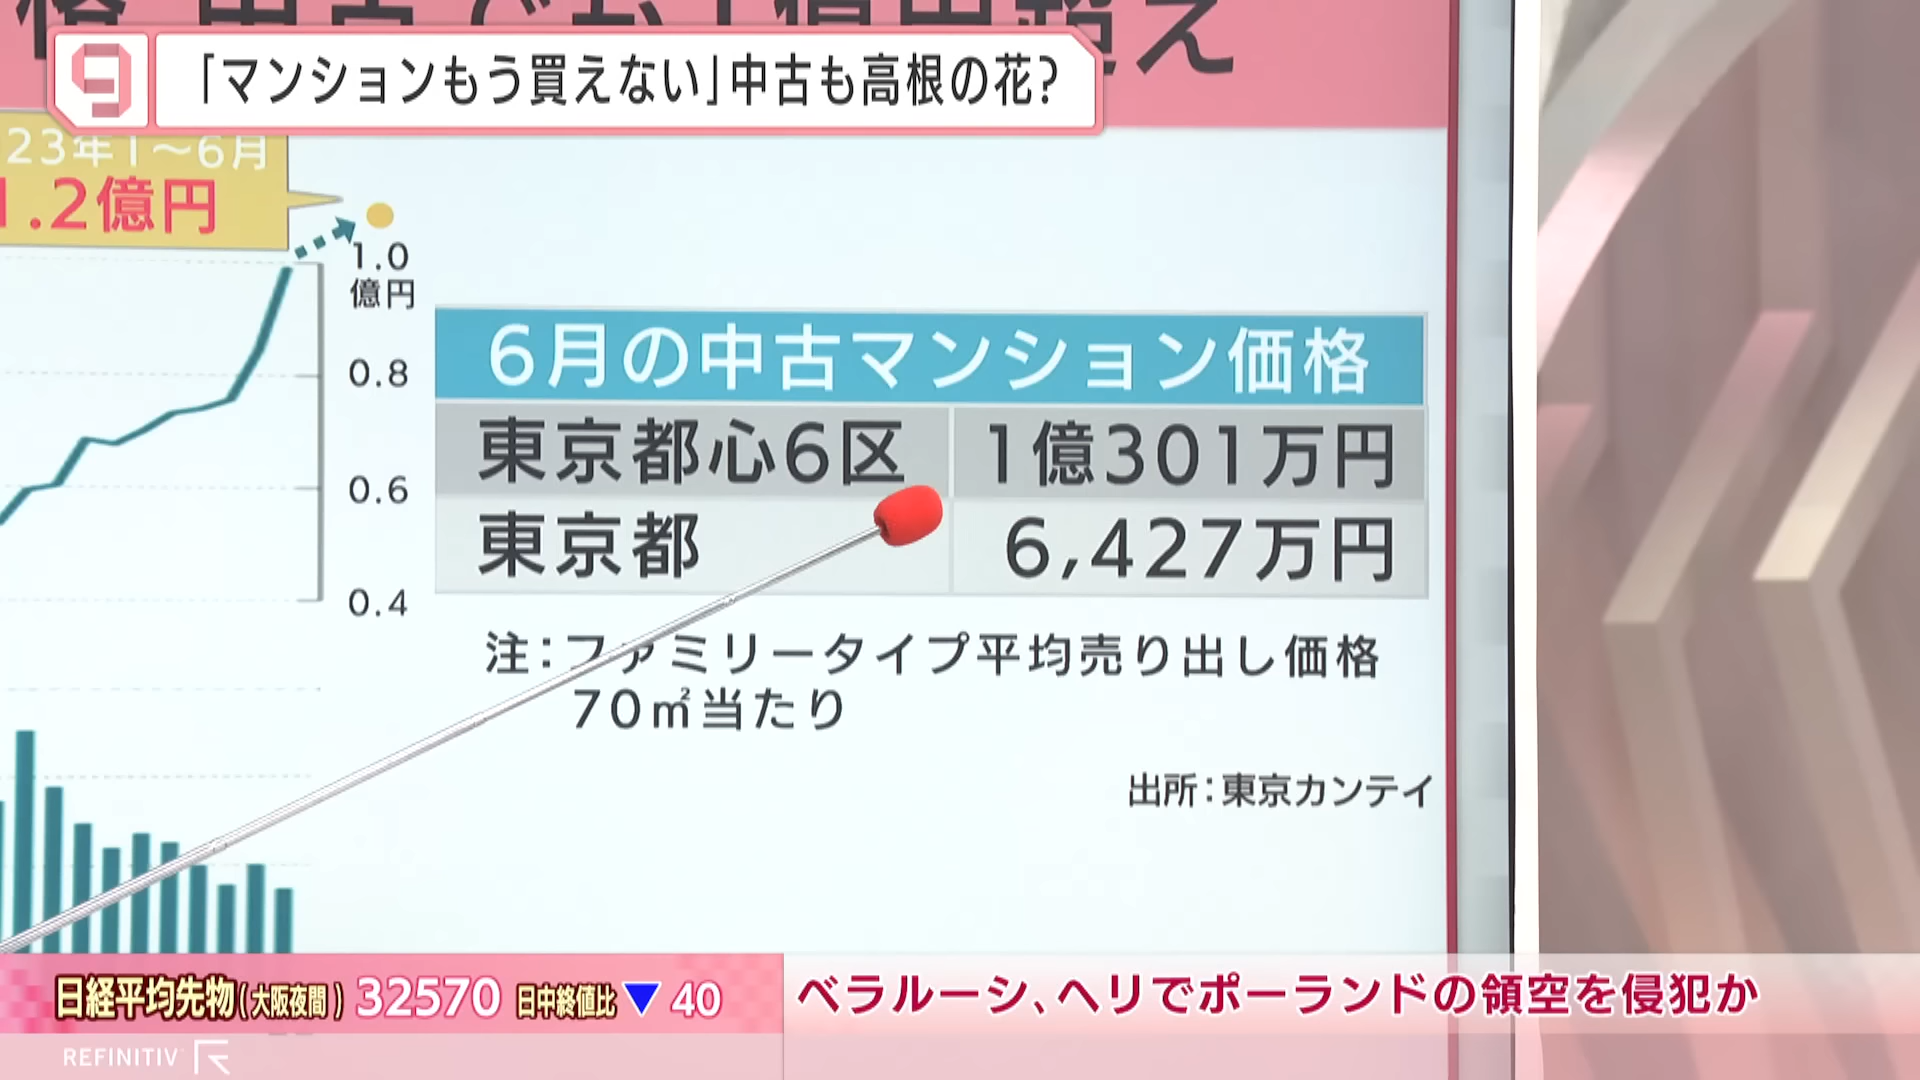 「マンションもう買えない」中古も高根の花?
23年1〜6月
1.2億円
1.0
億円
0.8
0.6
0.4
6月の中古マンション価格
東京都心6区 1億301万円
東京都 6,427万円
注:ファミリータイプ平均売り出し価格
70㎡当たり
出所:東京カンテイ
日経平均先物(大阪夜間) 32570 日中終値比▼40
ベラルーシ、ヘリでポーランドの領空を侵犯か
REFINITIV